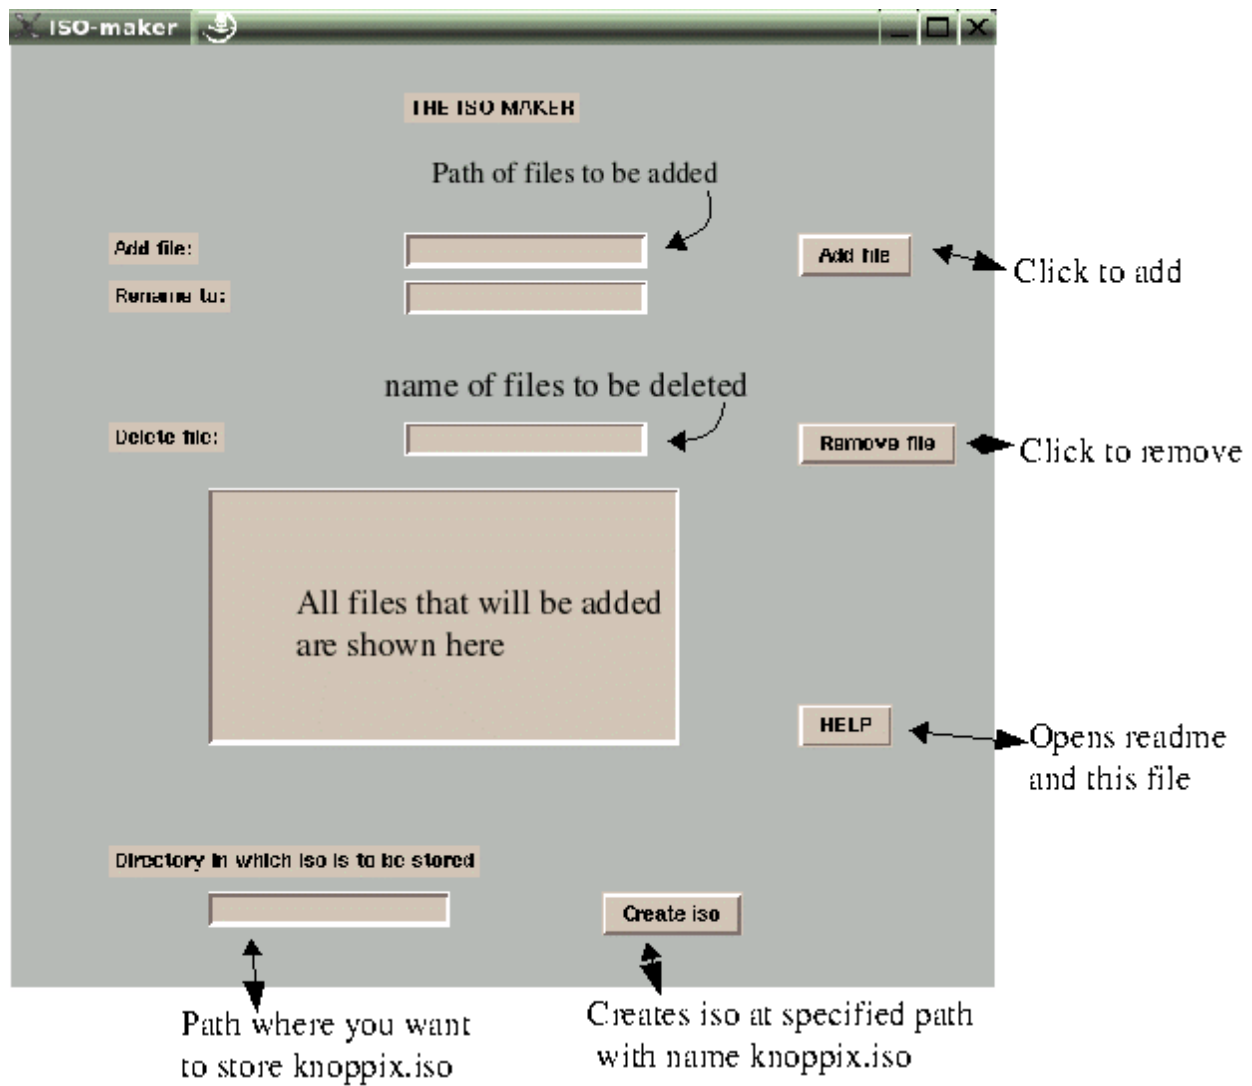 ISO-maker
THE ISO MAKER
Path of files to be added
Add file:
Add file
Click to add
Rename to:
name of files to be deleted
Delete file:
Remove file
Click to remove
All files that will be added
are shown here
HELP
Opens readme
and this file
Directory in which iso is to be stored
Create iso
Path where you want
to store knoppix.iso
Creates iso at specified path
with name knoppix.iso